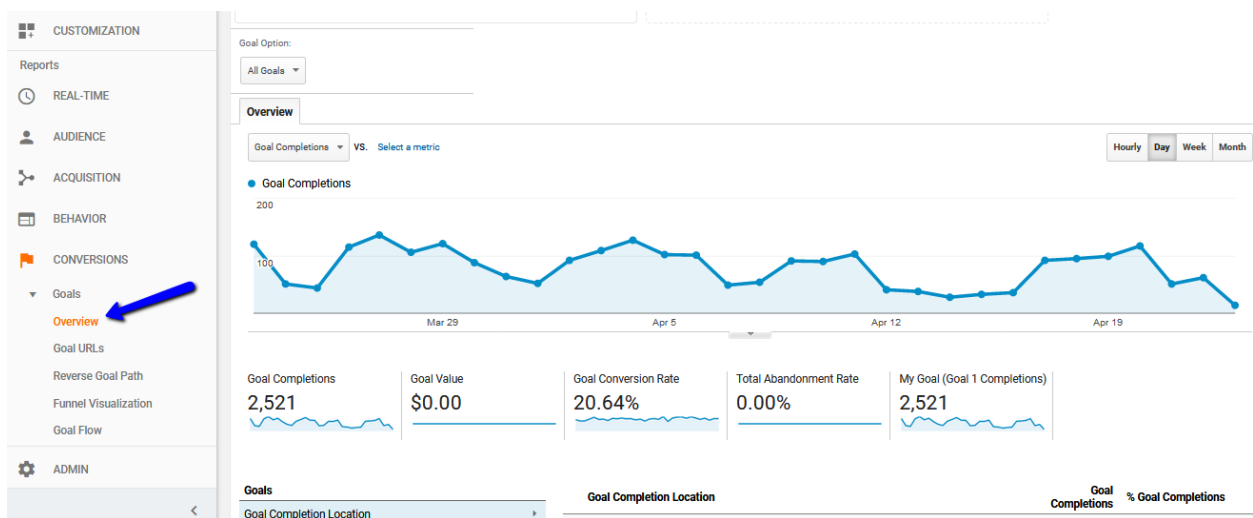 CUSTOMIZATION
Reports
REAL-TIME
AUDIENCE
ACQUISITION
BEHAVIOR
CONVERSIONS
Goals
Overview
Goal URLs
Reverse Goal Path
Funnel Visualization
Goal Flow
ADMIN
Goal Option:
All Goals
Overview
Goal Completions VS. Select a metric
Hourly Day Week Month
Goal Completions
200
100
Mar 29 Apr 5 Apr 12 Apr 19
Goal Completions Goal Value Goal Conversion Rate Total Abandonment Rate My Goal (Goal 1 Completions)
2,521 $0.00 20.64% 0.00% 2,521
Goals
Goal Completion Location
Goal Completion Location Goal Completions % Goal Completions